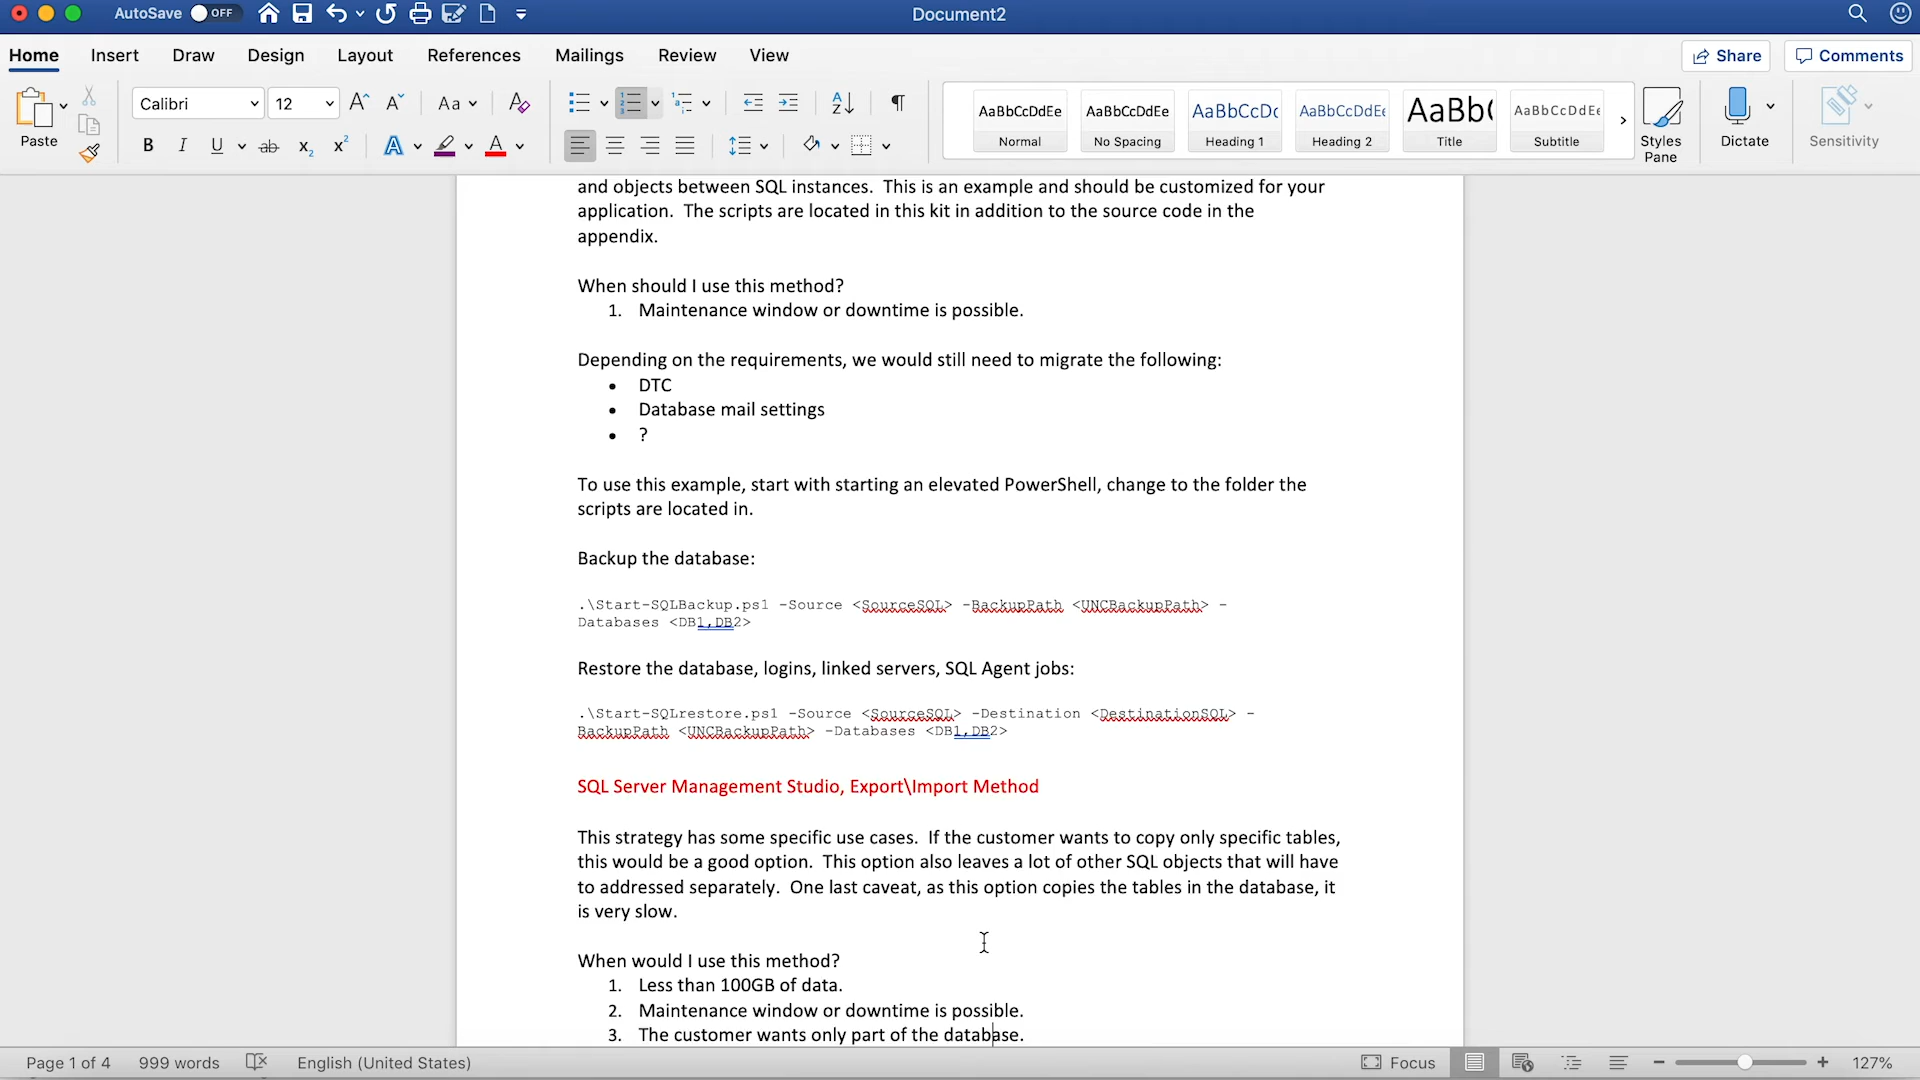 AutoSave OFF Document2
Home Insert Draw Design Layout References Mailings Review View Share Comments
Paste Calibri 12 Aa
AaBbCcDdEe AaBbCcDdEe AaBbCcDc AaBbCcDdEe AaBb( AaBbCcDdEe
Normal No Spacing Heading 1 Heading 2 Title Subtitle
Styles Pane Dictate Sensitivity
and objects between SQL instances.  This is an example and should be customized for your
application.  The scripts are located in this kit in addition to the source code in the
appendix.
When should I use this method?
1. Maintenance window or downtime is possible.
Depending on the requirements, we would still need to migrate the following:
• DTC
• Database mail settings
• ?
To use this example, start with starting an elevated PowerShell, change to the folder the
scripts are located in.
Backup the database:
.\Start-SQLBackup.ps1 -Source <SourceSQL> -BackupPath <UNCBackupPath> -
Databases <DB1,DB2>
Restore the database, logins, linked servers, SQL Agent jobs:
.\Start-SQLrestore.ps1 -Source <SourceSQL> -Destination <DestinationSQL> -
BackupPath <UNCBackupPath> -Databases <DB1,DB2>
SQL Server Management Studio, Export\Import Method
This strategy has some specific use cases.  If the customer wants to copy only specific tables,
this would be a good option.  This option also leaves a lot of other SQL objects that will have
to addressed separately.  One last caveat, as this option copies the tables in the database, it
is very slow.
When would I use this method?
1. Less than 100GB of data.
2. Maintenance window or downtime is possible.
3. The customer wants only part of the database.
Page 1 of 4 999 words English (United States) Focus 127%